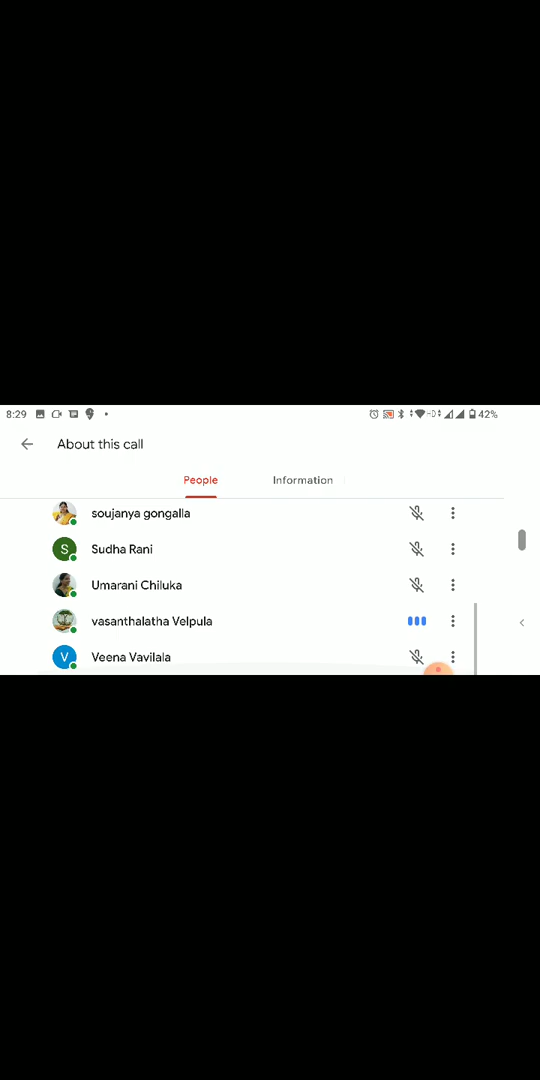 8:29 42%
About this call
People Information
soujanya gongalla
S Sudha Rani
Umarani Chiluka
vasanthalatha Velpula
V Veena Vavilala